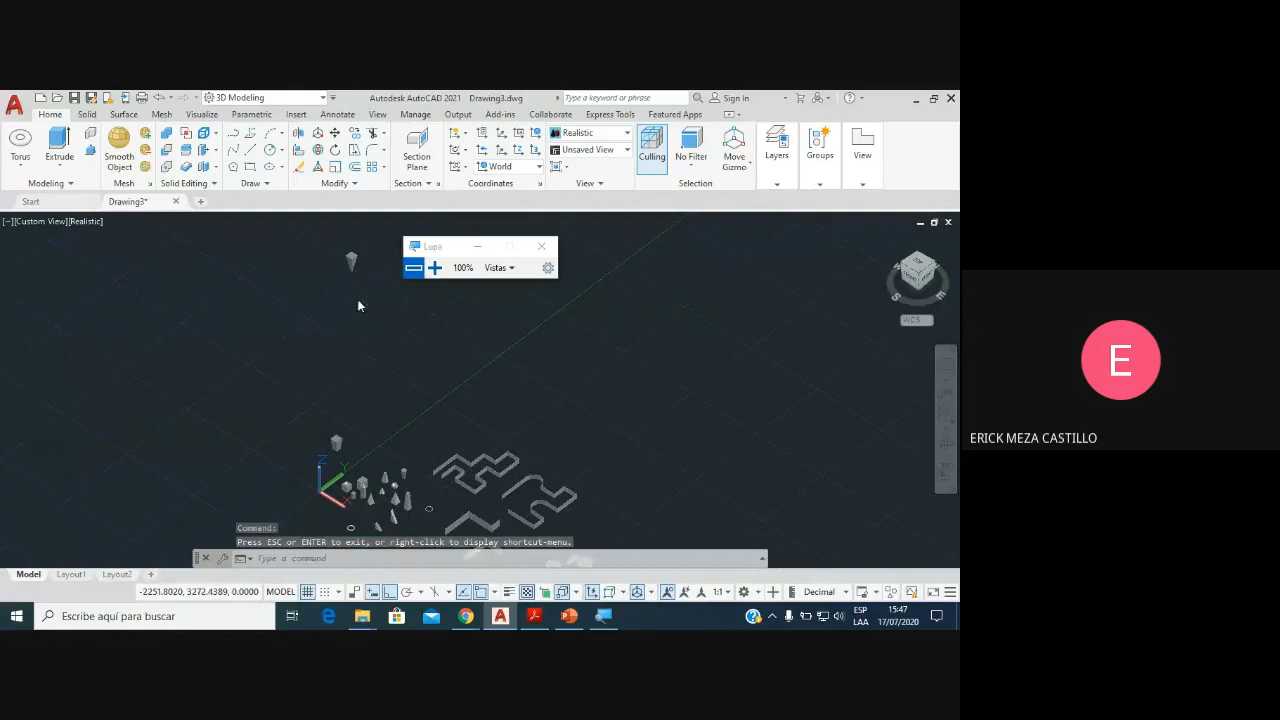 3D Modeling
Autodesk AutoCAD 2021 Drawing3.dwg
Type a keyword or phrase
Sign In
Home Solid Surface Mesh Visualize Parametric Insert Annotate View Manage Output Add-ins Collaborate Express Tools Featured Apps
Torus
Extrude
Smooth Object
Section Plane
World
Realistic
Unsaved View
Culling
No Filter
Move Gizmo
Layers
Groups
View
Modeling
Mesh
Solid Editing
Draw
Modify
Section
Coordinates
View
Selection
Start
Drawing3*
[−][Custom View][Realistic]
Lupa
100%
Vistas
TOP
W
S
E
WCS
Z
Y
X
Command:
Press ESC or ENTER to exit, or right-click to display shortcut-menu.
Type a command
Model Layout1 Layout2
-2251.8020, 3272.4389, 0.0000
MODEL
1:1
Decimal
Escribe aquí para buscar
ESP
LAA
15:47
17/07/2020
E
ERICK MEZA CASTILLO